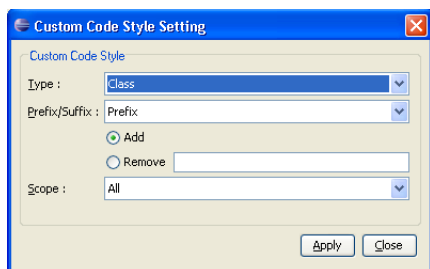 Custom Code Style Setting
Custom Code Style
Type : Class
Prefix/Suffix : Prefix
Add
Remove
Scope : All
Apply Close